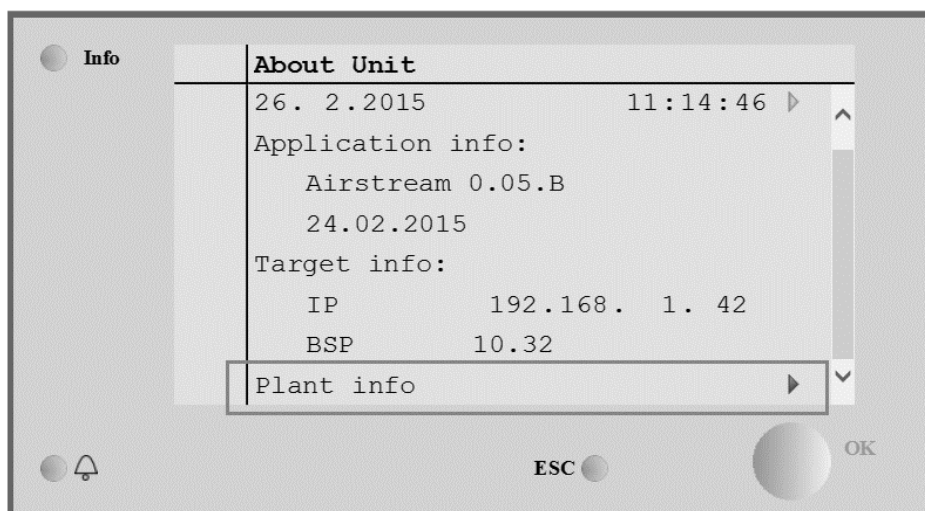 Info
About Unit
26. 2.2015 11:14:46
Application info:
Airstream 0.05.B
24.02.2015
Target info:
IP 192.168. 1. 42
BSP 10.32
Plant info
OK
ESC